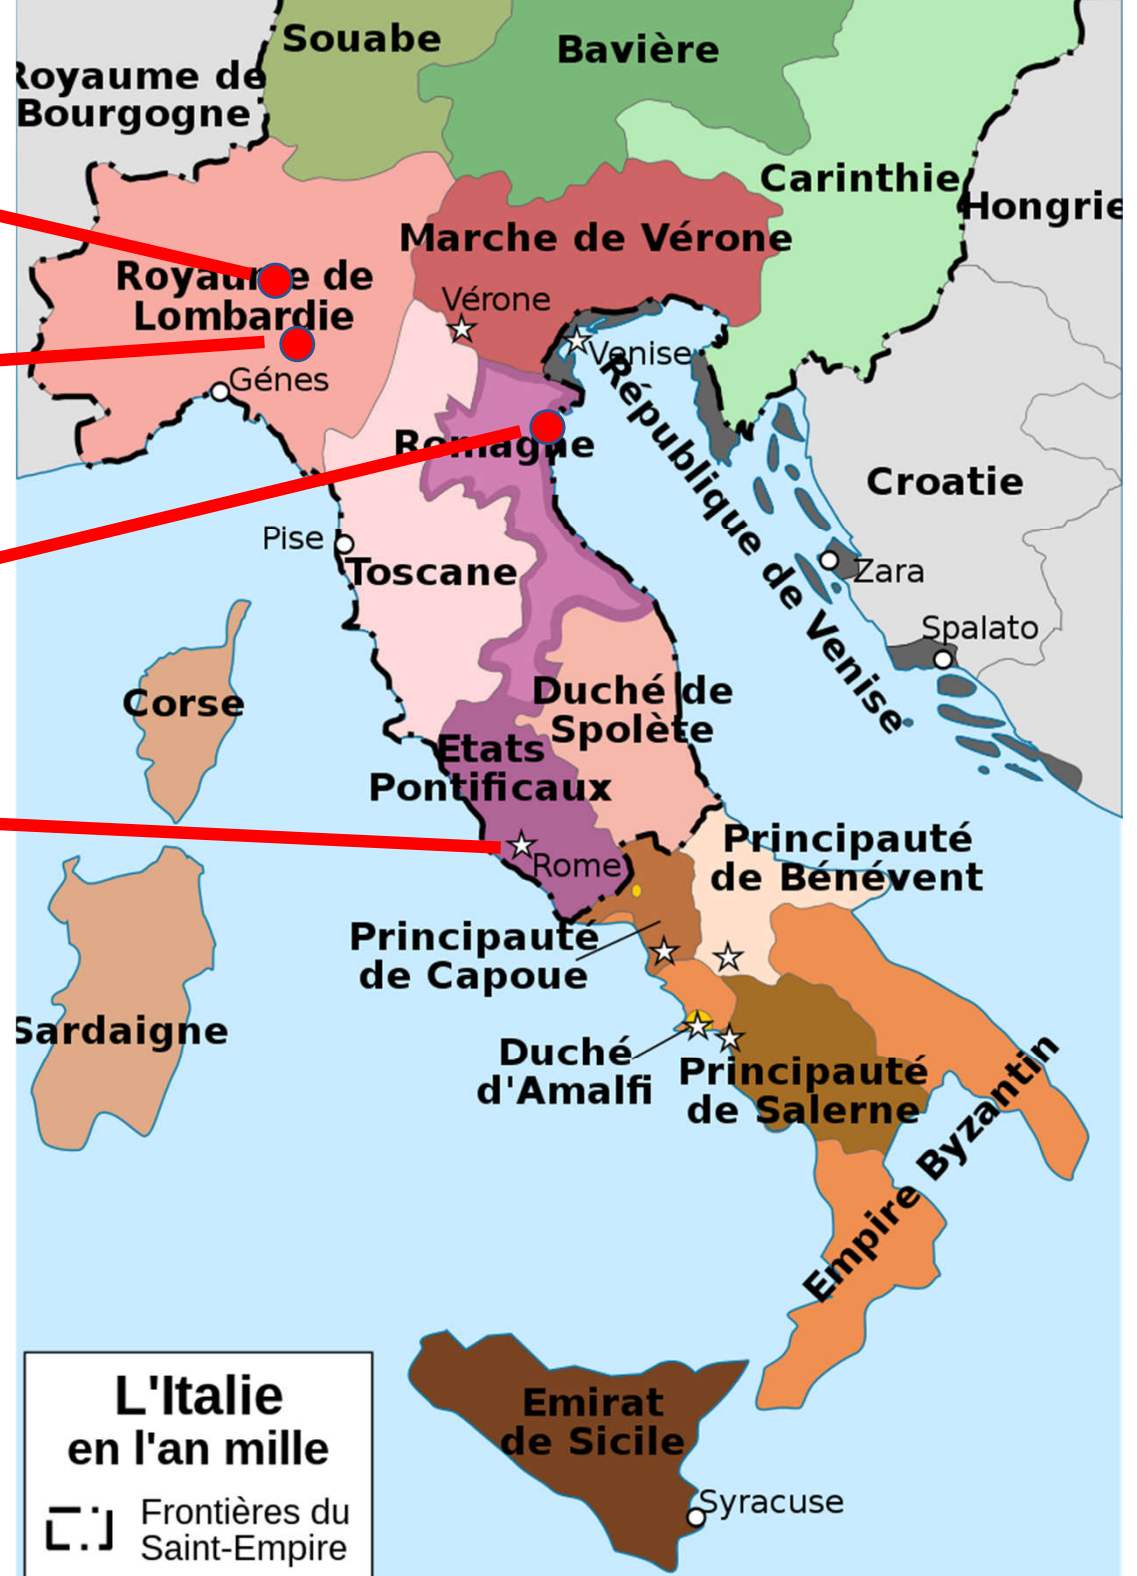 Souabe
Bavière
Royaume de
Bourgogne
Carinthie
Hongrie
Marche de Vérone
Royaume de
Lombardie
Vérone
Venise
Génes
Romagne
République de Venise
Croatie
Pise
Toscane
Zara
Spalato
Corse
Duché de
Spolète
Etats
Pontificaux
Rome
Principauté
de Bénévent
Principauté
de Capoue
Sardaigne
Duché
d'Amalfi
Principauté
de Salerne
Empire Byzantin
Emirat
de Sicile
Syracuse
L'Italie
en l'an mille
Frontières du
Saint-Empire